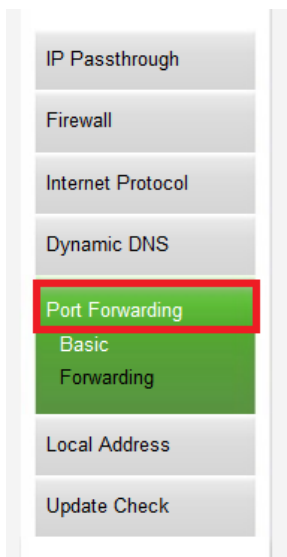 IP Passthrough
Firewall
Internet Protocol
Dynamic DNS
Port Forwarding
Basic
Forwarding
Local Address
Update Check